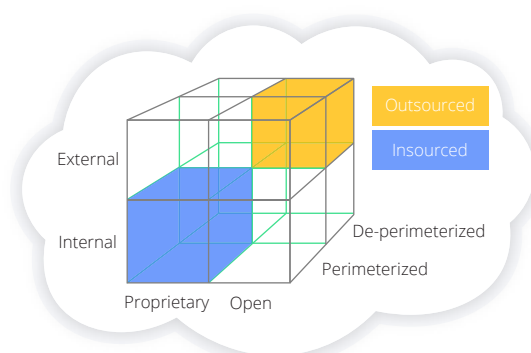 Outsourced
Insourced
External
Internal
De-perimeterized
Perimeterized
Proprietary
Open